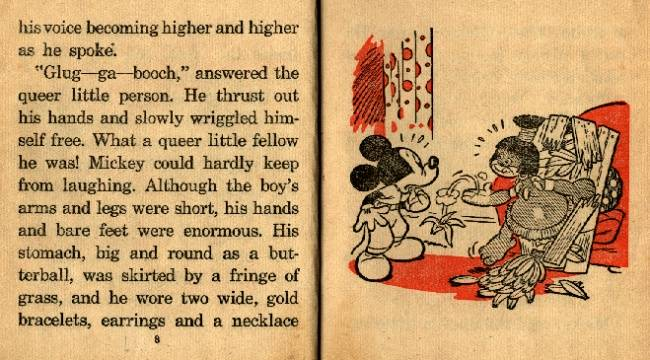 his voice becoming higher and higher
as he spoke.
"Glug—ga—booch," answered the
queer little person. He thrust out
his hands and slowly wriggled him-
self free. What a queer little fellow
he was! Mickey could hardly keep
from laughing. Although the boy's
arms and legs were short, his hands
and bare feet were enormous. His
stomach, big and round as a but-
terball, was skirted by a fringe of
grass, and he wore two wide, gold
bracelets, earrings and a necklace
8